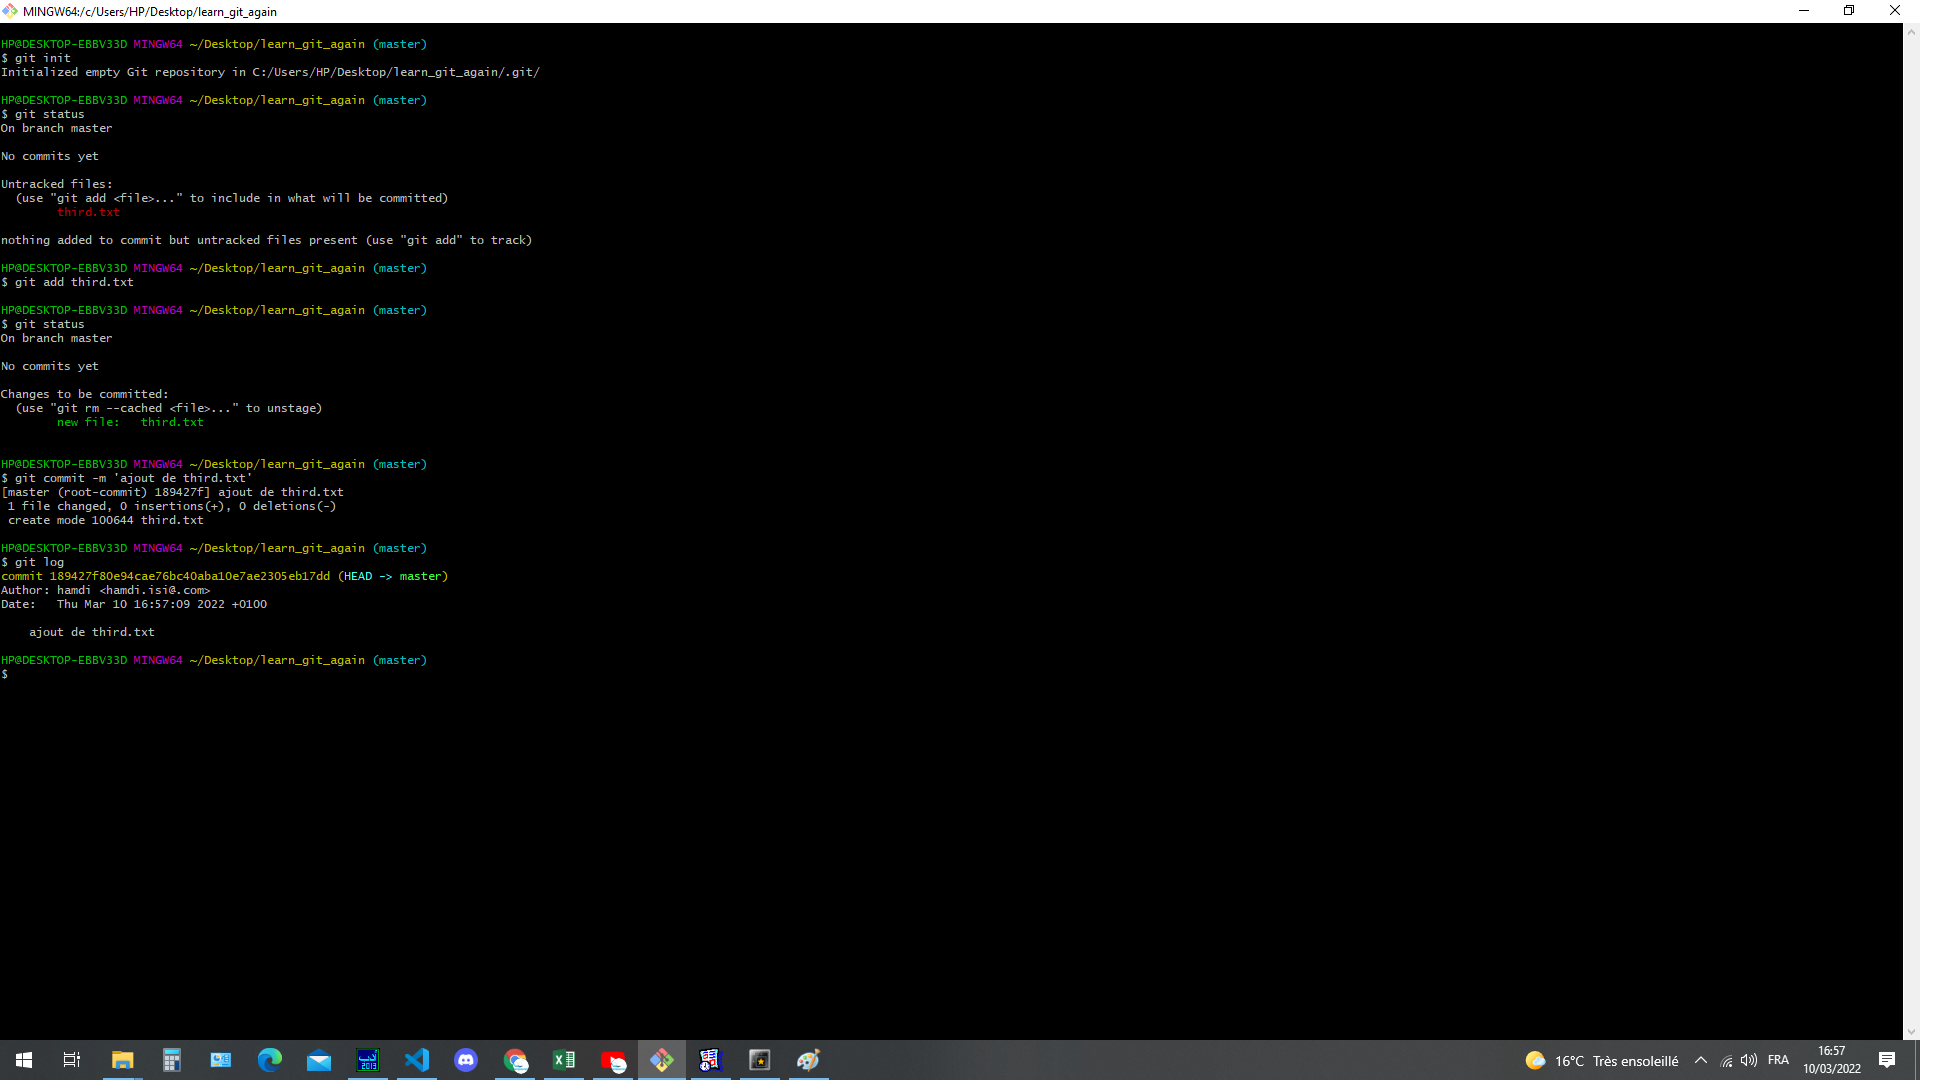 MINGW64:/c/Users/HP/Desktop/learn_git_again
HP@DESKTOP-EBBV33D MINGW64 ~/Desktop/learn_git_again (master)
$ git init
Initialized empty Git repository in C:/Users/HP/Desktop/learn_git_again/.git/
HP@DESKTOP-EBBV33D MINGW64 ~/Desktop/learn_git_again (master)
$ git status
On branch master
No commits yet
Untracked files:
  (use "git add <file>..." to include in what will be committed)
        third.txt
nothing added to commit but untracked files present (use "git add" to track)
HP@DESKTOP-EBBV33D MINGW64 ~/Desktop/learn_git_again (master)
$ git add third.txt
HP@DESKTOP-EBBV33D MINGW64 ~/Desktop/learn_git_again (master)
$ git status
On branch master
No commits yet
Changes to be committed:
  (use "git rm --cached <file>..." to unstage)
        new file:   third.txt
HP@DESKTOP-EBBV33D MINGW64 ~/Desktop/learn_git_again (master)
$ git commit -m 'ajout de third.txt'
[master (root-commit) 189427f] ajout de third.txt
 1 file changed, 0 insertions(+), 0 deletions(-)
 create mode 100644 third.txt
HP@DESKTOP-EBBV33D MINGW64 ~/Desktop/learn_git_again (master)
$ git log
commit 189427f80e94cae76bc40aba10e7ae2305eb17dd (HEAD -> master)
Author: hamdi <hamdi.isi@.com>
Date:   Thu Mar 10 16:57:09 2022 +0100
    ajout de third.txt
HP@DESKTOP-EBBV33D MINGW64 ~/Desktop/learn_git_again (master)
$
2013
16°C Très ensoleillé
FRA
16:57
10/03/2022